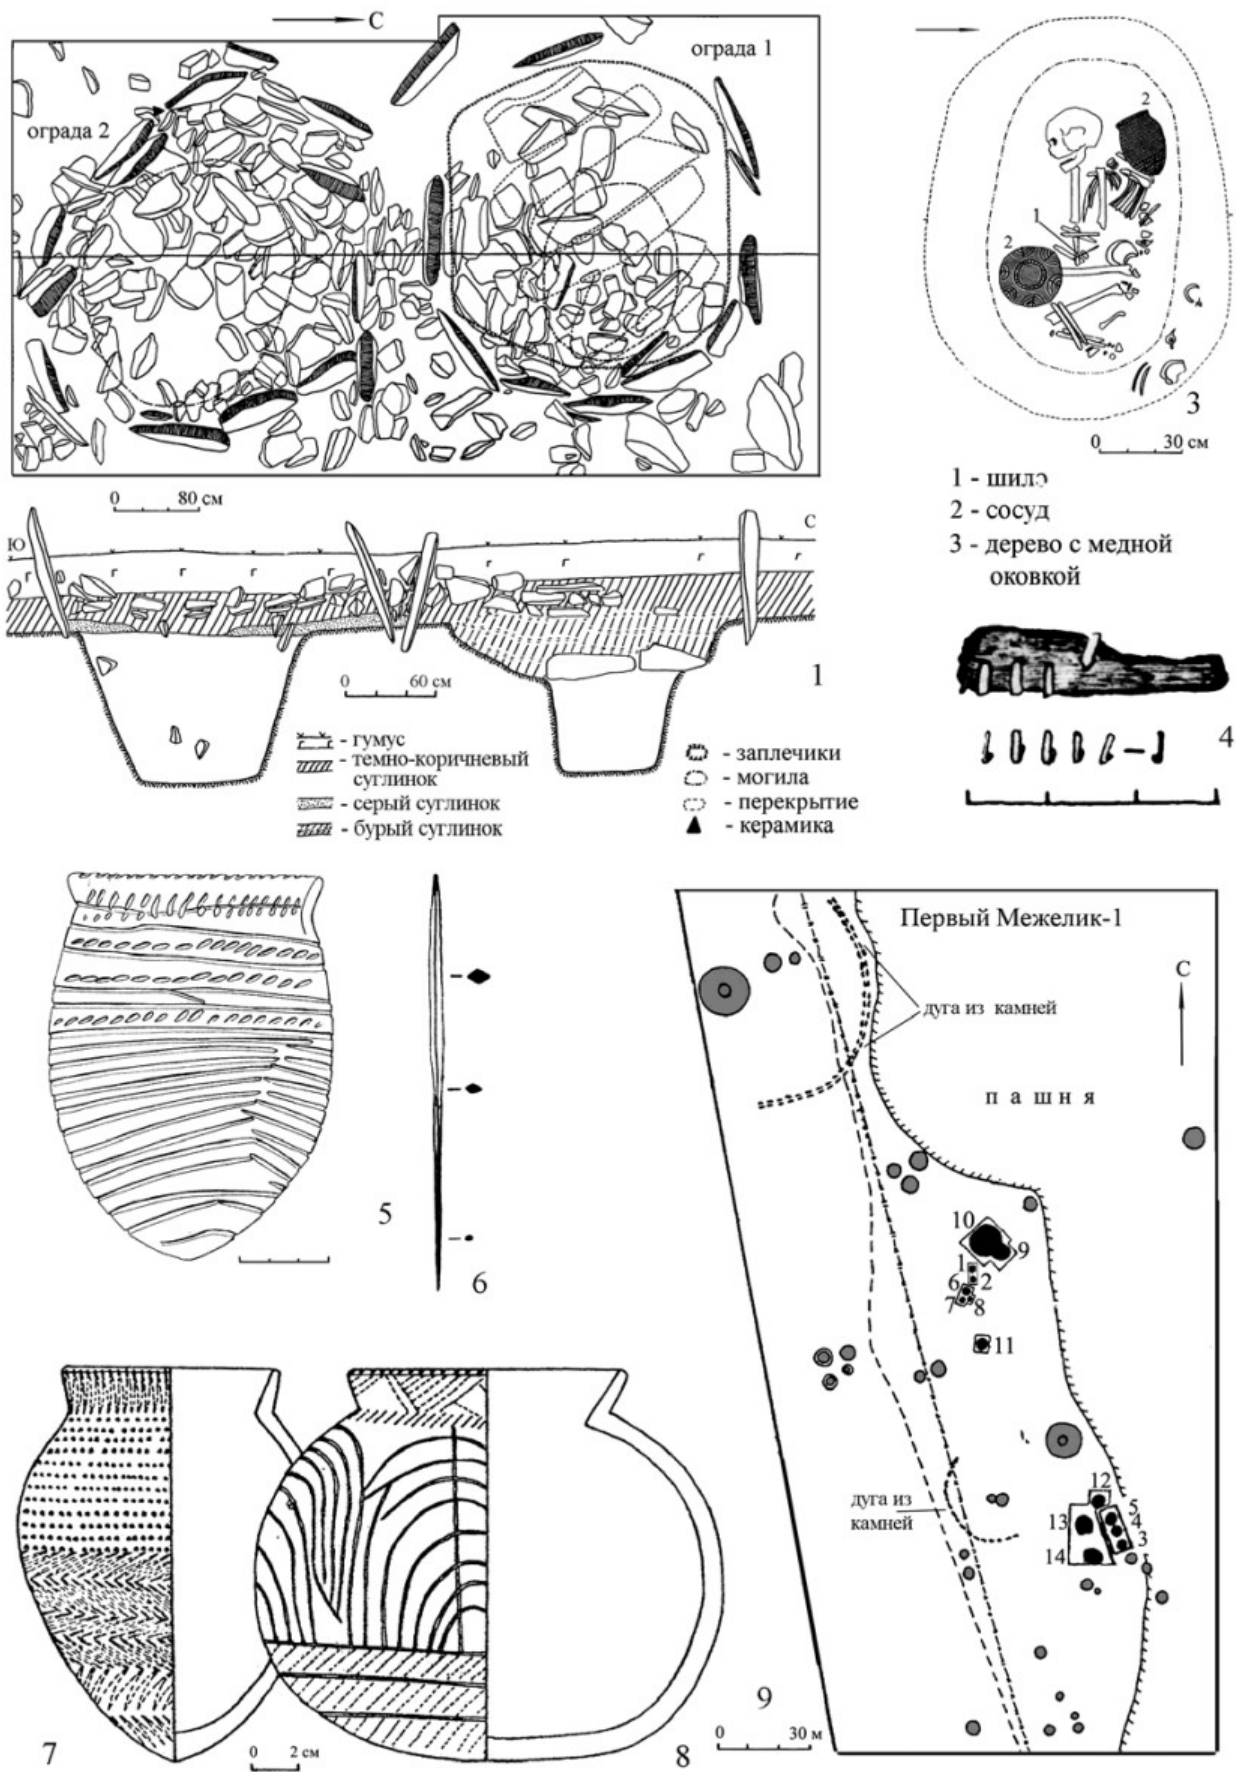 С
ограда 1
ограда 2
0 80 см
2
1
2
3
0 30 см
1 - шило
2 - сосуд
3 - дерево с медной
оковкой
Ю
С
0 60 см
1
- гумус
- темно-коричневый
суглинок
- серый суглинок
- бурый суглинок
- заплечики
- могила
- перекрытие
- керамика
4
5
6
7
0 2 см
8
Первый Межелик-1
С
дуга из камней
пашня
10
9
1
2
6
7
8
11
дуга из
камней
12
5
4
3
13
14
9
0 30 м